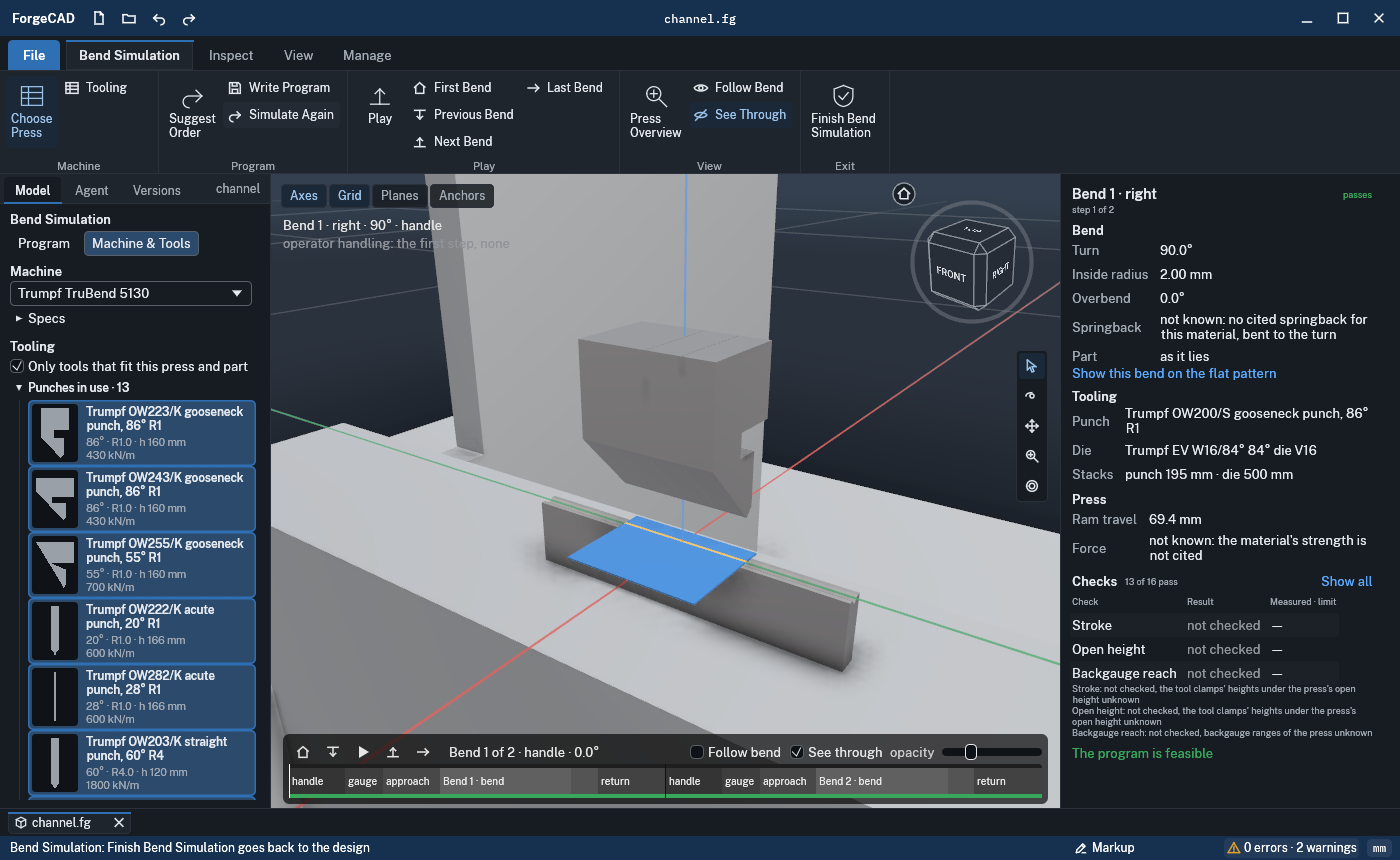 ForgeCAD
channel.fg
File
Bend Simulation
Inspect
View
Manage
Choose Press
Tooling
Machine
Suggest Order
Write Program
Simulate Again
Program
Play
First Bend
Previous Bend
Next Bend
Last Bend
Play
Press Overview
Follow Bend
See Through
View
Finish Bend Simulation
Exit
Model
Agent
Versions
channel
Bend Simulation
Program
Machine & Tools
Machine
Trumpf TruBend 5130
Specs
Tooling
Only tools that fit this press and part
Punches in use · 13
Trumpf OW223/K gooseneck
punch, 86° R1
86° · R1.0 · h 160 mm
430 kN/m
Trumpf OW243/K gooseneck
punch, 86° R1
86° · R1.0 · h 160 mm
430 kN/m
Trumpf OW255/K gooseneck
punch, 55° R1
55° · R1.0 · h 160 mm
700 kN/m
Trumpf OW222/K acute
punch, 20° R1
20° · R1.0 · h 166 mm
600 kN/m
Trumpf OW282/K acute
punch, 28° R1
28° · R1.0 · h 166 mm
600 kN/m
Trumpf OW203/K straight
punch, 60° R4
60° · R4.0 · h 120 mm
1800 kN/m
Axes
Grid
Planes
Anchors
Bend 1 · right · 90° · handle
operator handling: the first step, none
FRONT
RIGHT
Bend 1 of 2 · handle · 0.0°
Follow bend
See through
opacity
handle
gauge
approach
Bend 1 · bend
return
handle
gauge
approach
Bend 2 · bend
return
Bend 1 · right
passes
step 1 of 2
Bend
Turn 90.0°
Inside radius 2.00 mm
Overbend 0.0°
Springback not known: no cited springback for
this material, bent to the turn
Part as it lies
Show this bend on the flat pattern
Tooling
Punch Trumpf OW200/S gooseneck punch, 86°
R1
Die Trumpf EV W16/84° 84° die V16
Stacks punch 195 mm · die 500 mm
Press
Ram travel 69.4 mm
Force not known: the material's strength is
not cited
Checks 13 of 16 pass Show all
Check Result Measured · limit
Stroke not checked —
Open height not checked —
Backgauge reach not checked —
Stroke: not checked, the tool clamps' heights under the press's open
height unknown
Open height: not checked, the tool clamps' heights under the press's
open height unknown
Backgauge reach: not checked, backgauge ranges of the press unknown
The program is feasible
channel.fg
Bend Simulation: Finish Bend Simulation goes back to the design
Markup
0 errors · 2 warnings
mm